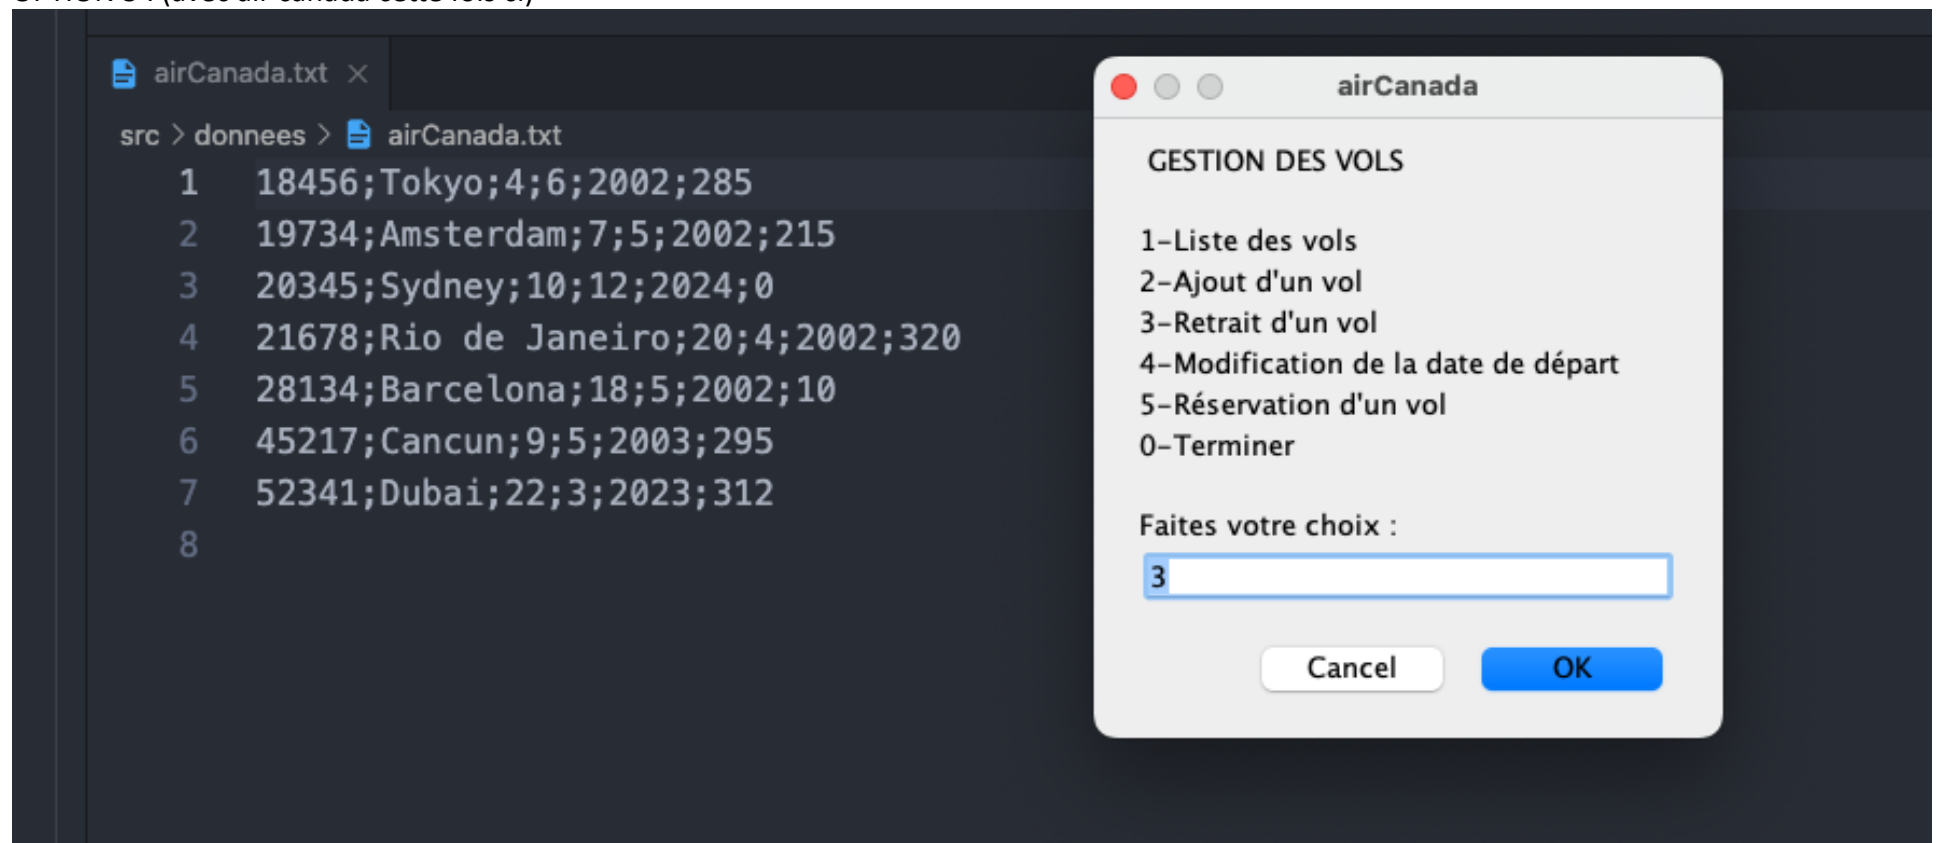 airCanada.txt ×
src > donnees > airCanada.txt
1 18456;Tokyo;4;6;2002;285
2 19734;Amsterdam;7;5;2002;215
3 20345;Sydney;10;12;2024;0
4 21678;Rio de Janeiro;20;4;2002;320
5 28134;Barcelona;18;5;2002;10
6 45217;Cancun;9;5;2003;295
7 52341;Dubai;22;3;2023;312
8
airCanada
GESTION DES VOLS
1-Liste des vols
2-Ajout d'un vol
3-Retrait d'un vol
4-Modification de la date de départ
5-Réservation d'un vol
0-Terminer
Faites votre choix :
3
Cancel OK